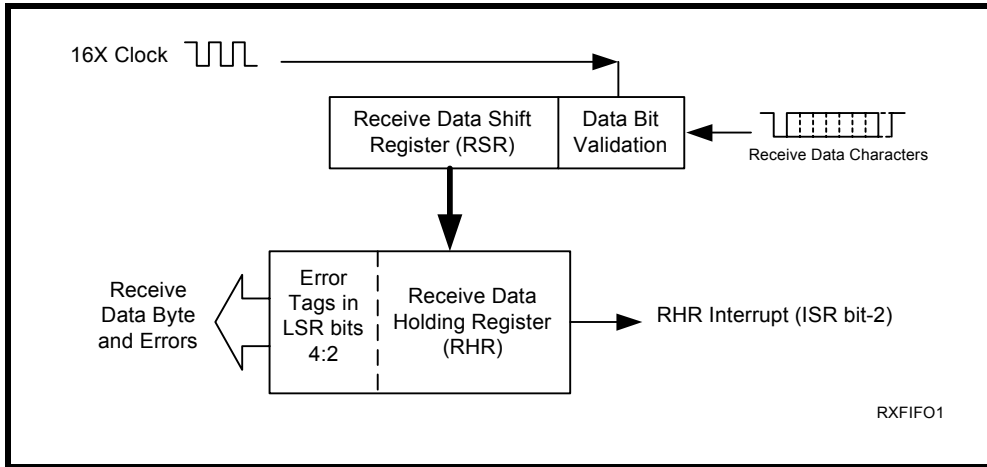 16X Clock
Receive Data Shift
Register (RSR)
Data Bit
Validation
Receive Data Characters
Receive
Data Byte
and Errors
Error
Tags in
LSR bits
4:2
Receive Data
Holding Register
(RHR)
RHR Interrupt (ISR bit-2)
RXFIFO1